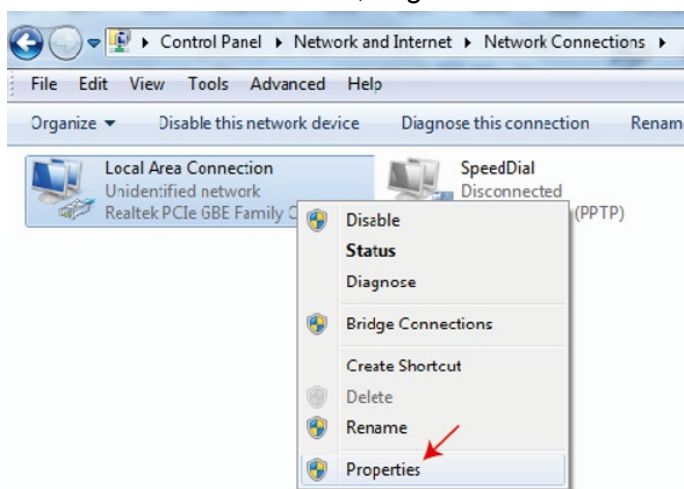 Control Panel ▸ Network and Internet ▸ Network Connections ▸
File Edit View Tools Advanced Help
Organize ▾ Disable this network device Diagnose this connection
Local Area Connection
Unidentified network
Realtek PCIe GBE Family
SpeedDial
Disconnected
(PPTP)
Disable
Status
Diagnose
Bridge Connections
Create Shortcut
Delete
Rename
Properties